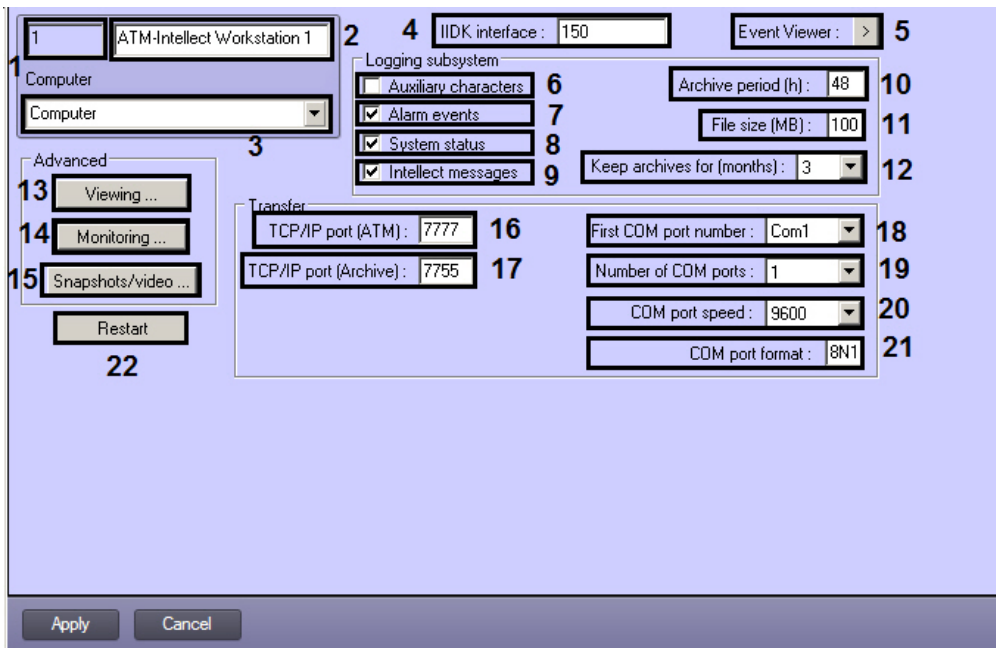 1 ATM-Intellect Workstation 1 2 4 IIDK interface : 150 Event Viewer : > 5
1
Computer
Computer
3
Logging subsystem
Auxiliary characters 6 Archive period (h) : 48 10
Alarm events 7 File size (MB) : 100 11
System status 8
Intellect messages 9 Keep archives for (months) : 3 12
Advanced
13 Viewing ...
14 Monitoring ...
15 Snapshots/video ...
Restart
22
Transfer
TCP/IP port (ATM) : 7777 16 First COM port number : Com1 18
TCP/IP port (Archive) : 7755 17 Number of COM ports : 1 19
COM port speed : 9600 20
COM port format : 8N1 21
Apply Cancel